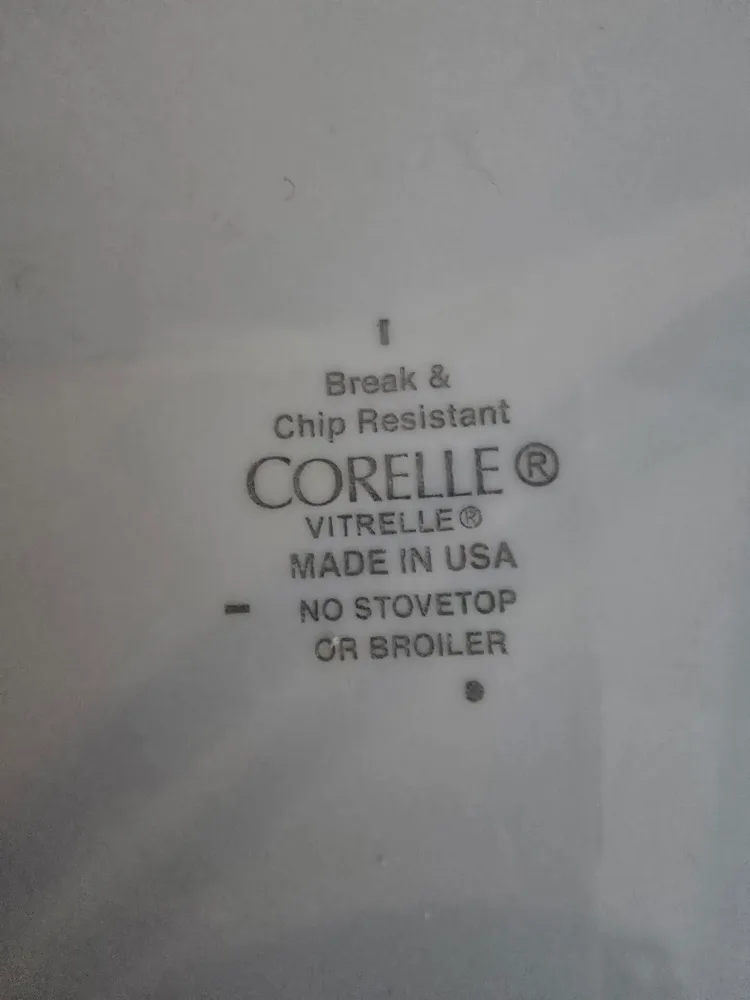 Break &
Chip Resistant
CORELLE®
VITRELLE®
MADE IN USA
NO STOVETOP
OR BROILER